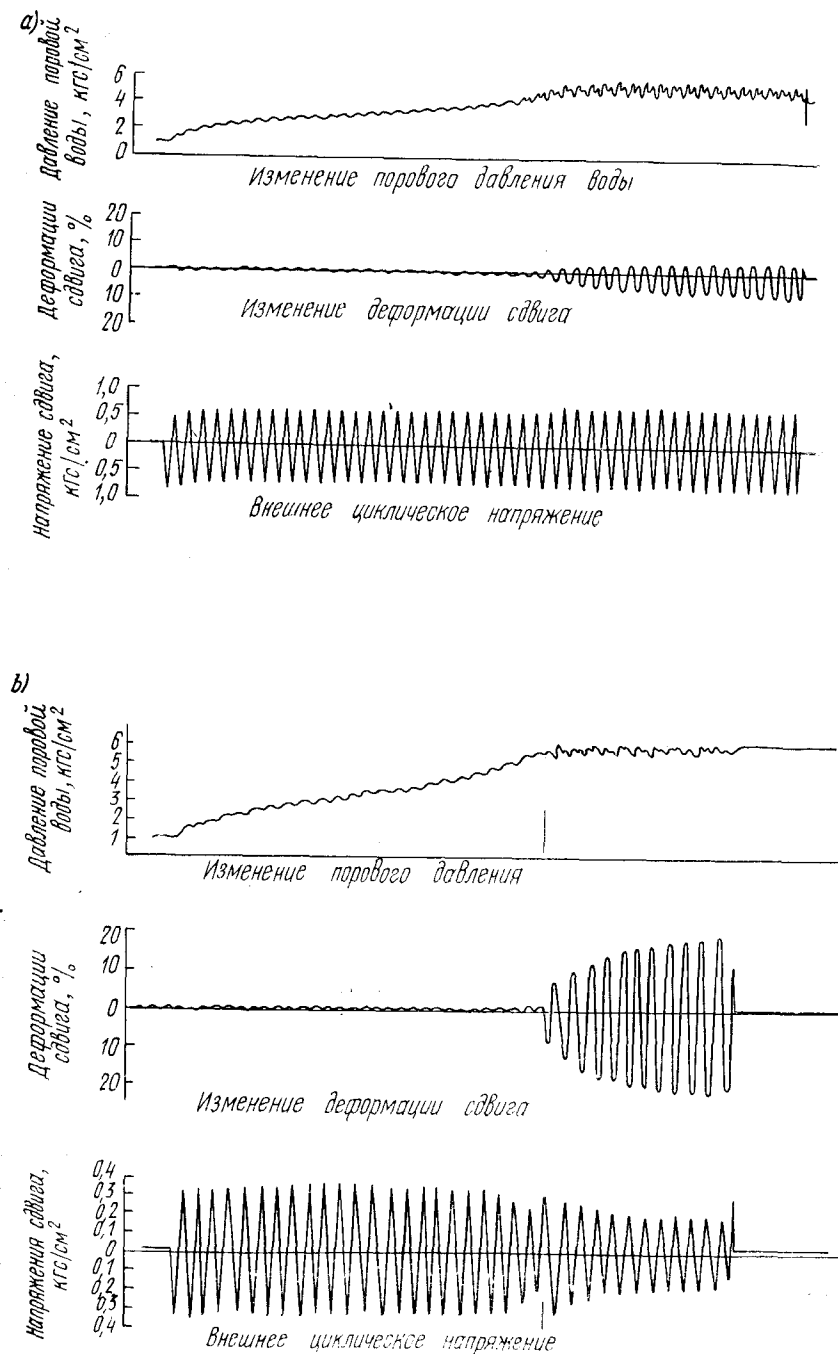 а)
Давление поровой
воды, кгс/см²
6
4
2
0
Изменение порового давления воды
Деформации
сдвига, %
20
10
0
10
20
Изменение деформации сдвига
Напряжение сдвига,
кгс/см²
1,0
0,5
0
0,5
1,0
Внешнее циклическое напряжение
b)
Давление поровой
воды, кгс/см²
6
5
4
3
2
1
Изменение порового давления
Деформации
сдвига, %
20
10
0
10
20
Изменение деформации сдвига
Напряжения сдвига,
кгс/см²
0,4
0,3
0,2
0,1
0
0,1
0,2
0,3
0,4
Внешнее циклическое напряжение